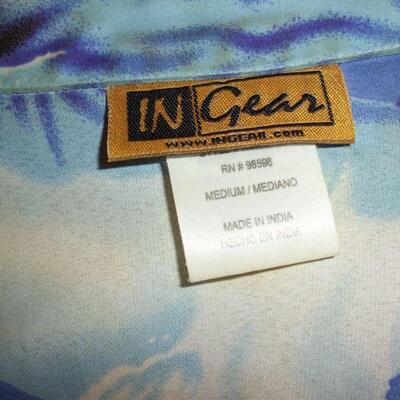 IN Gear
www.INGEAR.com
RN # 98598
MEDIUM / MEDIANO
MADE IN INDIA
HECHO EN INDIA